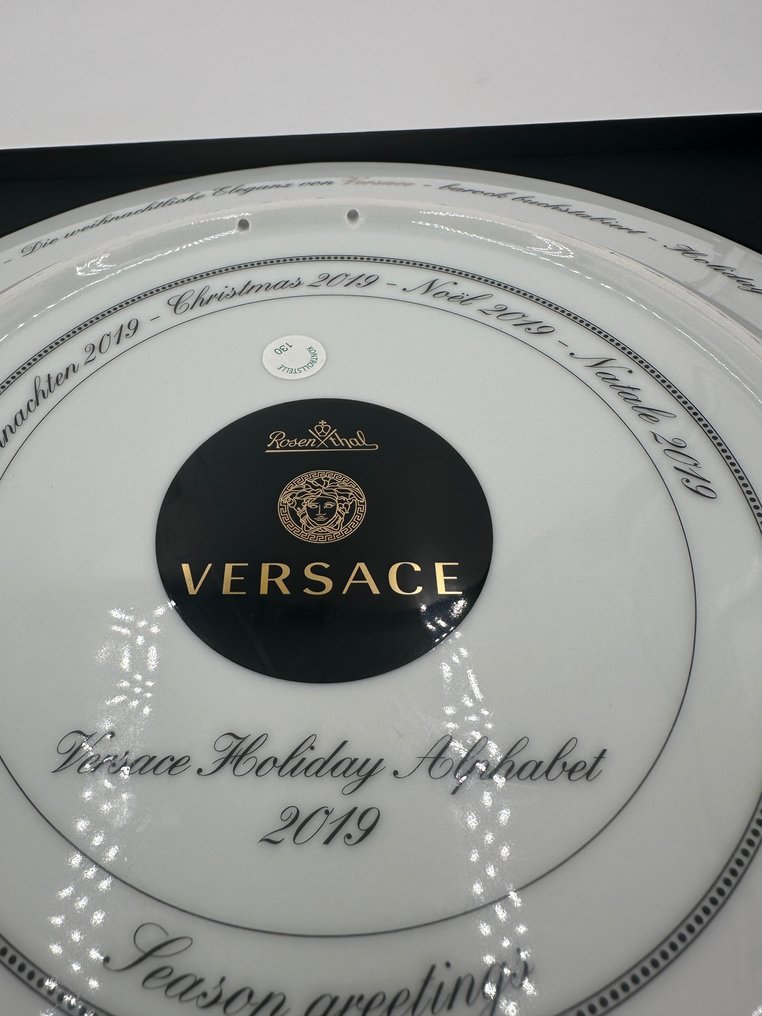 - Die weihnachtliche Eleganz von Versace - barock buchstabiert - Holiday
nachten 2019 - Christmas 2019 - Noël 2019 - Natale 2019
KONTROLLSTELLE
130
Rosenthal
VERSACE
Versace Holiday Alphabet
2019
Season greetings